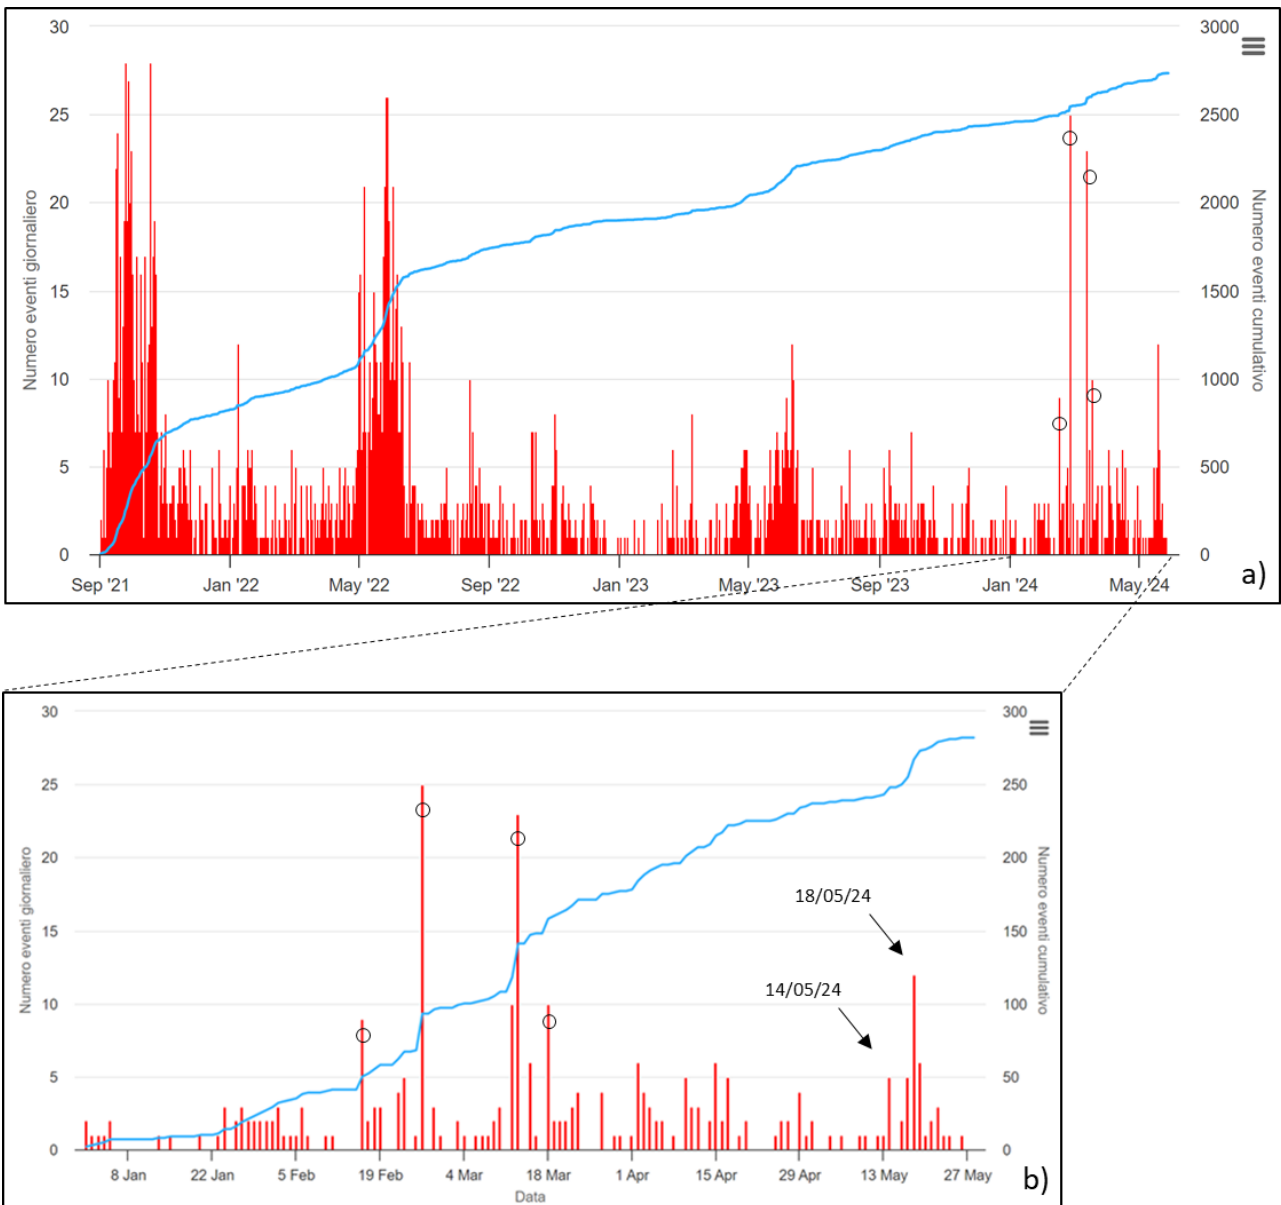 30
3000
25
2500
20
2000
15
1500
10
1000
5
500
0
0
Numero eventi giornaliero
Numero eventi cumulativo
Sep '21
Jan '22
May '22
Sep '22
Jan '23
May '23
Sep '23
Jan '24
May '24
a)
30
300
25
250
20
200
15
150
10
100
5
50
0
0
Numero eventi giornaliero
Numero eventi cumulativo
18/05/24
14/05/24
8 Jan
22 Jan
5 Feb
19 Feb
4 Mar
18 Mar
1 Apr
15 Apr
29 Apr
13 May
27 May
Data
b)